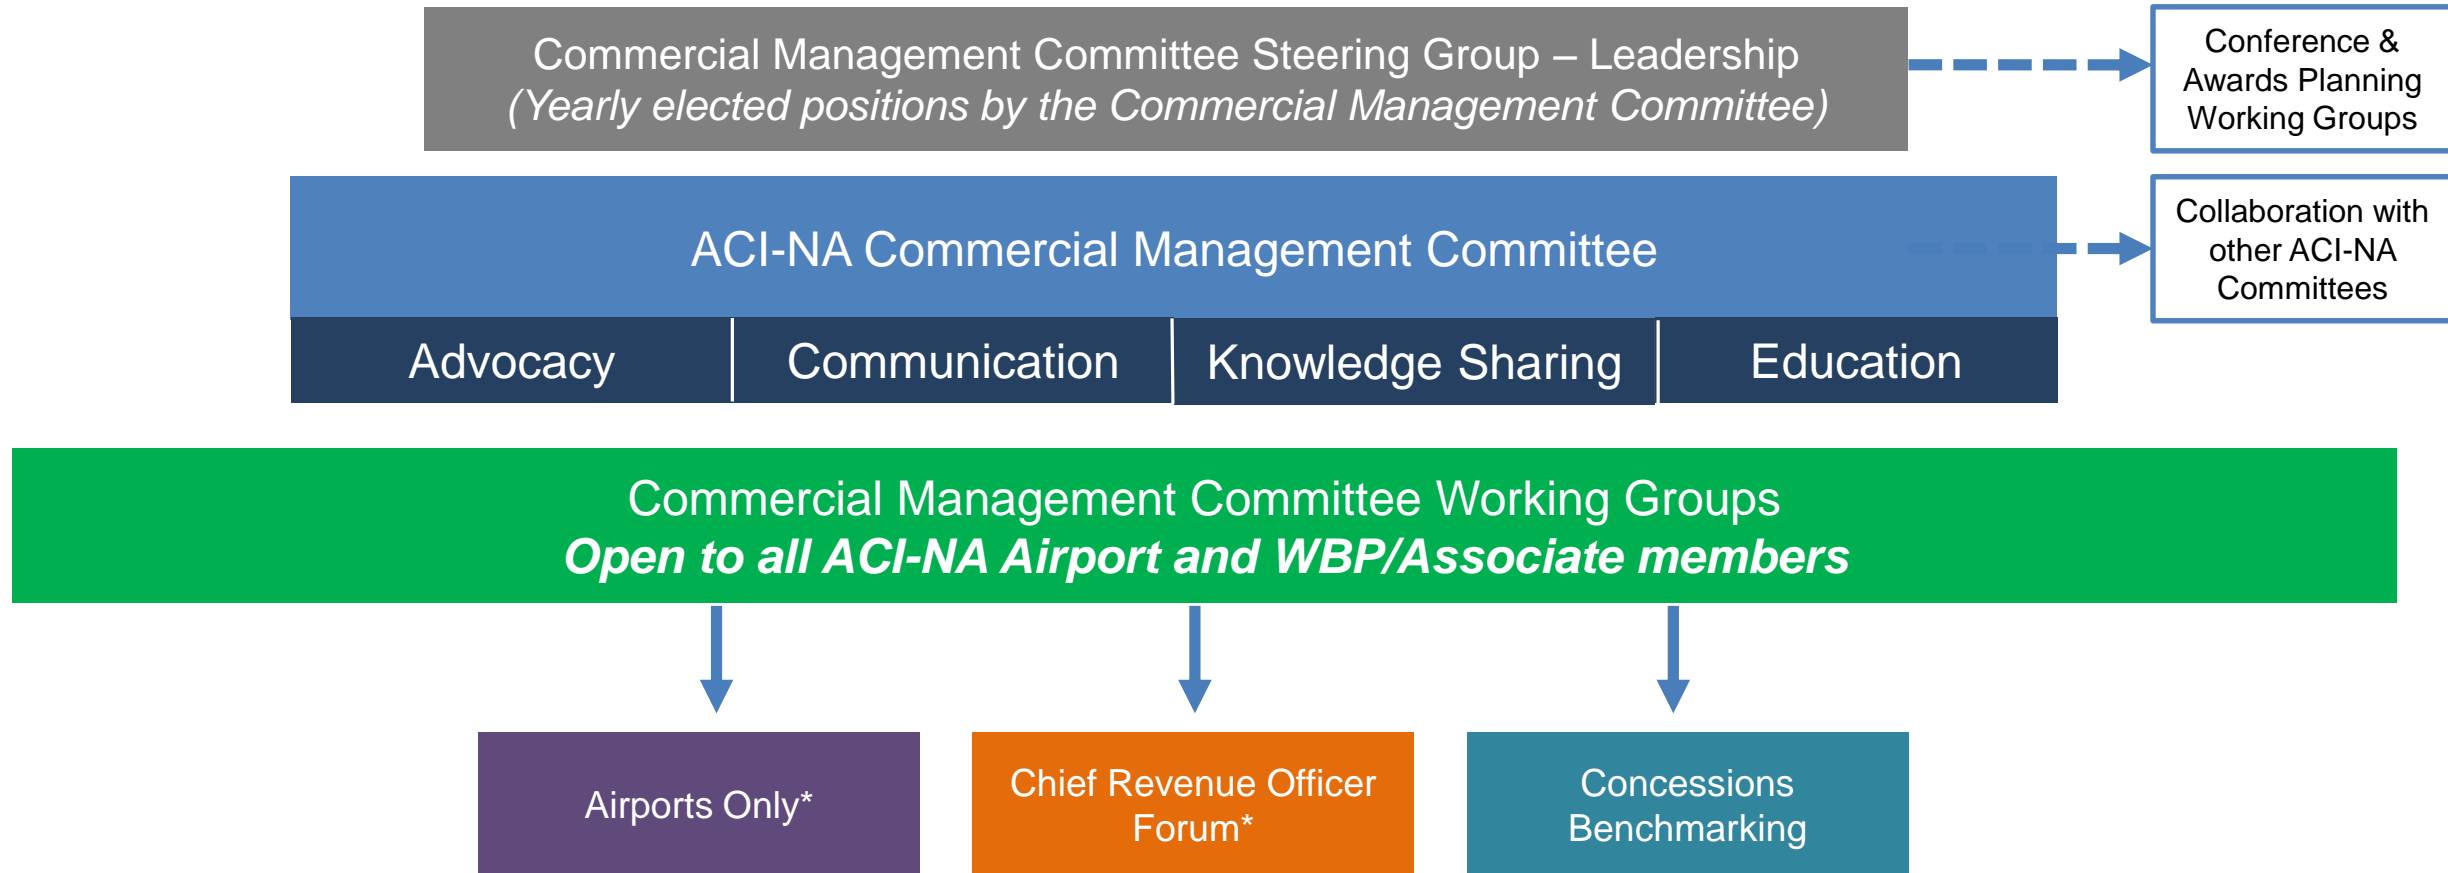 Commercial Management Committee Steering Group – Leadership
(Yearly elected positions by the Commercial Management Committee)
Conference &
Awards Planning
Working Groups
ACI-NA Commercial Management Committee
Collaboration with
other ACI-NA
Committees
Advocacy
Communication
Knowledge Sharing
Education
Commercial Management Committee Working Groups
Open to all ACI-NA Airport and WBP/Associate members
Airports Only*
Chief Revenue Officer
Forum*
Concessions
Benchmarking